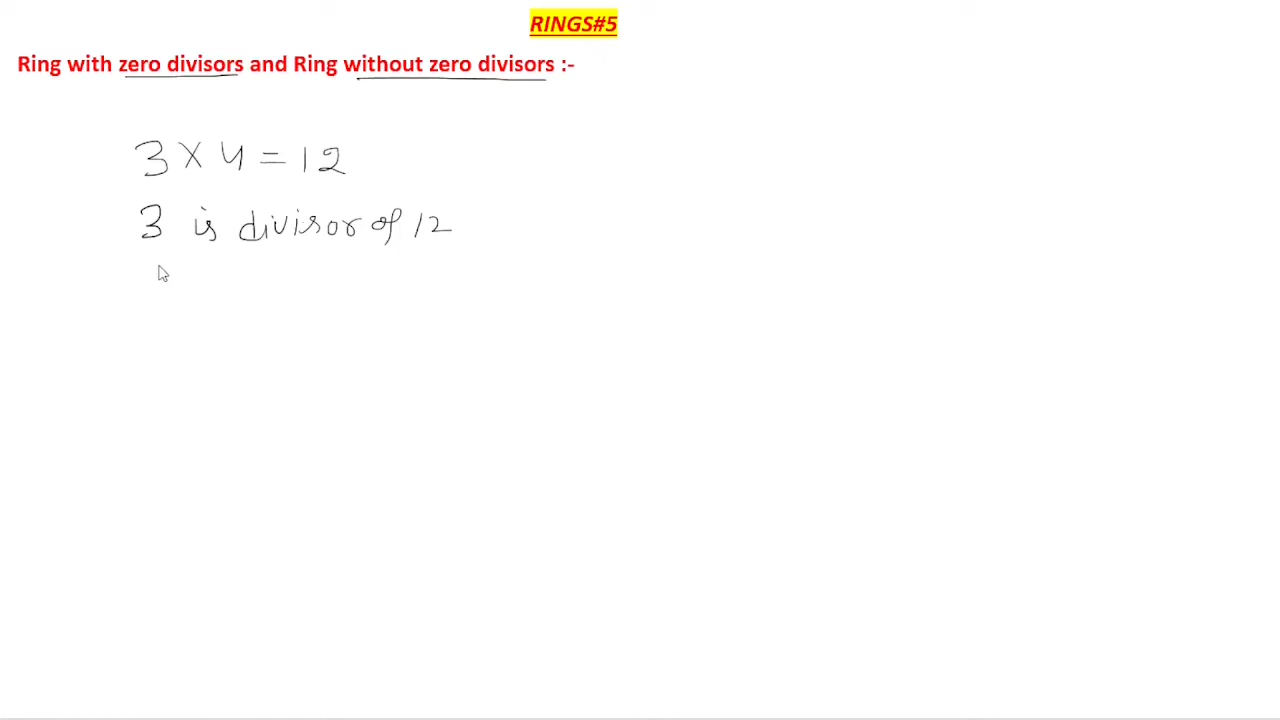 RINGS#5
Ring with zero divisors and Ring without zero divisors :-
3 × 4 = 12
3 is divisor of 12